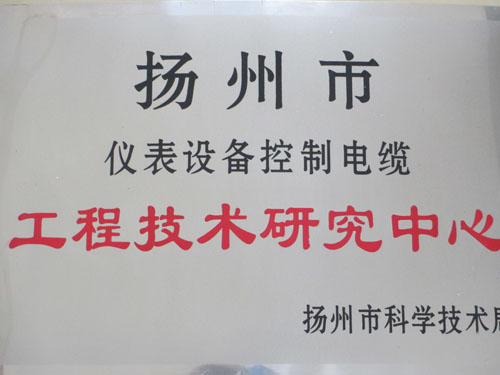 扬州市
仪表设备控制电缆
工程技术研究中心
扬州市科学技术局